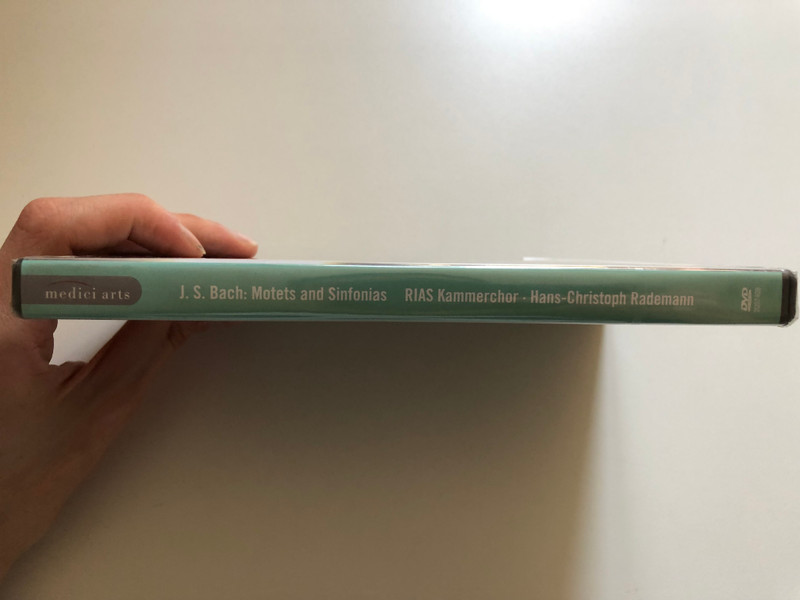 medici arts J. S. Bach: Motets and Sinfonias RIAS Kammerchor · Hans-Christoph Rademann DVD